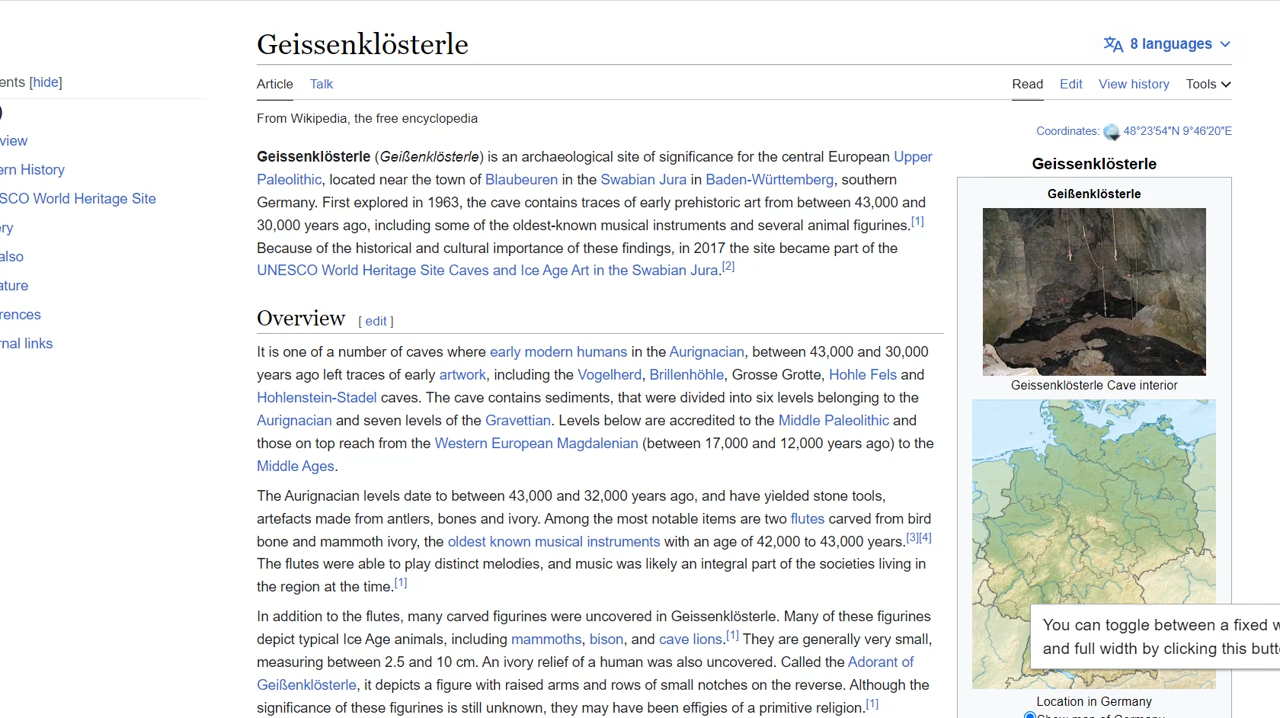 Geissenklösterle
8 languages
ents [hide]
Article Talk
Read Edit View history Tools
From Wikipedia, the free encyclopedia
Coordinates: 48°23′54″N 9°46′20″E
view
ern History
SCO World Heritage Site
ery
also
ature
rences
nal links
Geissenklösterle (Geißenklösterle) is an archaeological site of significance for the central European Upper
Paleolithic, located near the town of Blaubeuren in the Swabian Jura in Baden-Württemberg, southern
Germany. First explored in 1963, the cave contains traces of early prehistoric art from between 43,000 and
30,000 years ago, including some of the oldest-known musical instruments and several animal figurines.[1]
Because of the historical and cultural importance of these findings, in 2017 the site became part of the
UNESCO World Heritage Site Caves and Ice Age Art in the Swabian Jura.[2]
Overview [ edit ]
It is one of a number of caves where early modern humans in the Aurignacian, between 43,000 and 30,000
years ago left traces of early artwork, including the Vogelherd, Brillenhöhle, Grosse Grotte, Hohle Fels and
Hohlenstein-Stadel caves. The cave contains sediments, that were divided into six levels belonging to the
Aurignacian and seven levels of the Gravettian. Levels below are accredited to the Middle Paleolithic and
those on top reach from the Western European Magdalenian (between 17,000 and 12,000 years ago) to the
Middle Ages.
The Aurignacian levels date to between 43,000 and 32,000 years ago, and have yielded stone tools,
artefacts made from antlers, bones and ivory. Among the most notable items are two flutes carved from bird
bone and mammoth ivory, the oldest known musical instruments with an age of 42,000 to 43,000 years.[3][4]
The flutes were able to play distinct melodies, and music was likely an integral part of the societies living in
the region at the time.[1]
In addition to the flutes, many carved figurines were uncovered in Geissenklösterle. Many of these figurines
depict typical Ice Age animals, including mammoths, bison, and cave lions.[1] They are generally very small,
measuring between 2.5 and 10 cm. An ivory relief of a human was also uncovered. Called the Adorant of
Geißenklösterle, it depicts a figure with raised arms and rows of small notches on the reverse. Although the
significance of these figurines is still unknown, they may have been effigies of a primitive religion.[1]
Geissenklösterle
Geißenklösterle
Geissenklösterle Cave interior
You can toggle between a fixed w
and full width by clicking this butt
Location in Germany
Show map of Germany